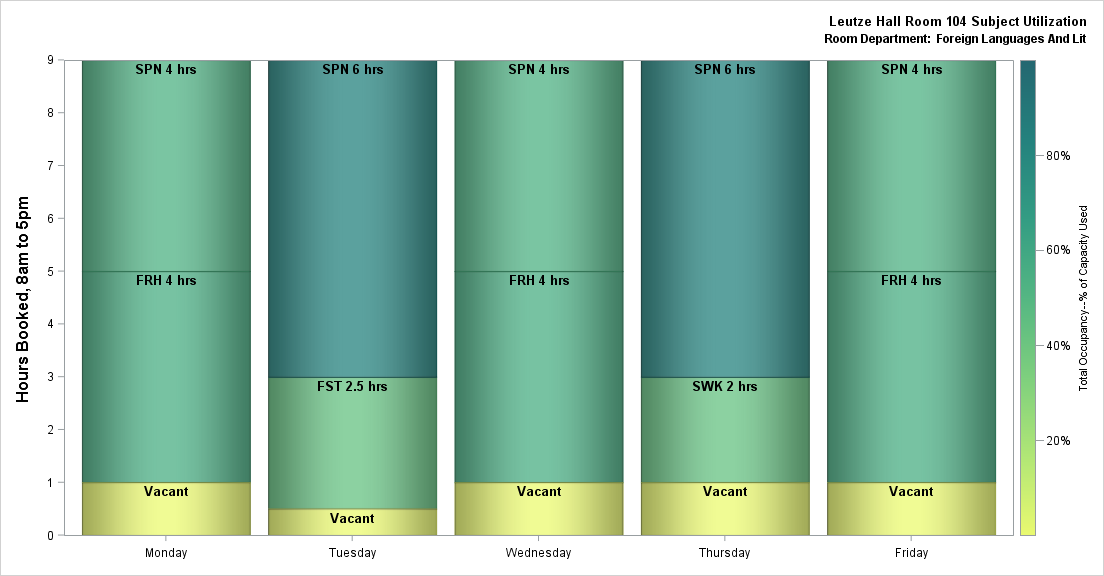 Leutze Hall Room 104 Subject Utilization
Room Department: Foreign Languages And Lit
Hours Booked, 8am to 5pm
9
8
7
6
5
4
3
2
1
0
SPN 4 hrs
FRH 4 hrs
Vacant
SPN 6 hrs
FST 2.5 hrs
Vacant
SPN 4 hrs
FRH 4 hrs
Vacant
SPN 6 hrs
SWK 2 hrs
Vacant
SPN 4 hrs
FRH 4 hrs
Vacant
Monday
Tuesday
Wednesday
Thursday
Friday
80%
60%
40%
20%
Total Occupancy--% of Capacity Used